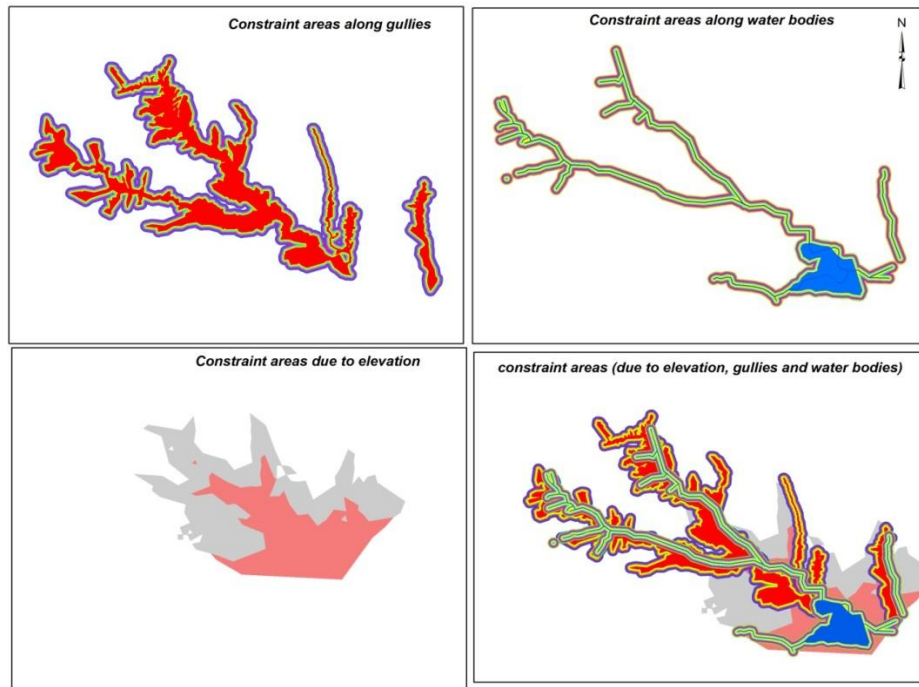 Constraint areas along gullies
Constraint areas along water bodies
N
Constraint areas due to elevation
constraint areas (due to elevation, gullies and water bodies)